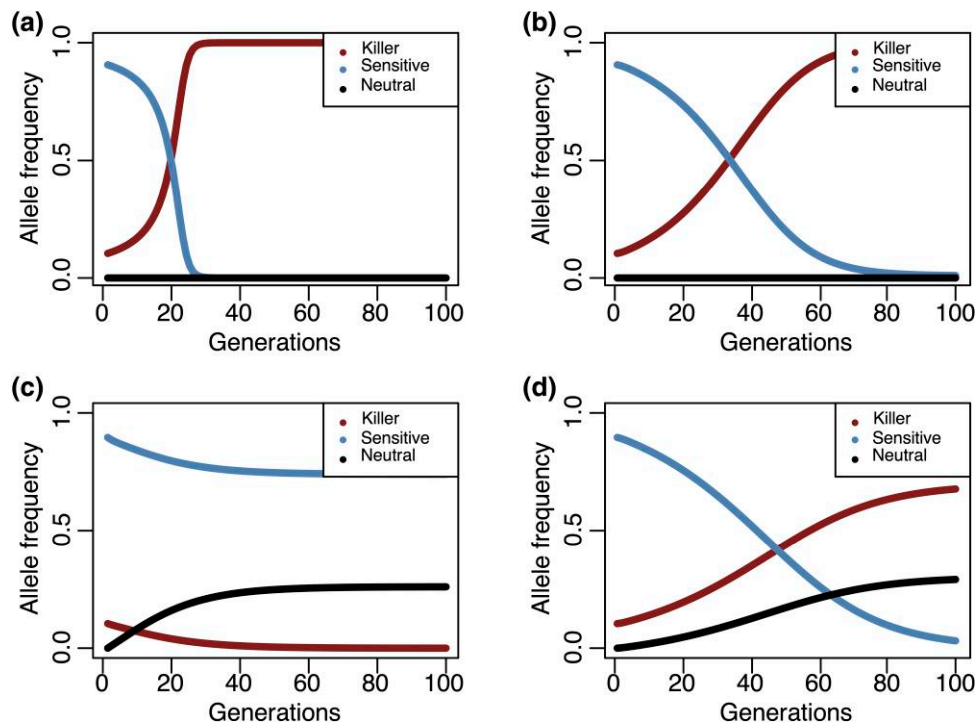 (a)
Allele frequency
1.0
0.5
0.0
Killer
Sensitive
Neutral
0 20 40 60 80 100
Generations
(b)
Allele frequency
1.0
0.5
0.0
Killer
Sensitive
Neutral
0 20 40 60 80 100
Generations
(c)
Allele frequency
1.0
0.5
0.0
Killer
Sensitive
Neutral
0 20 40 60 80 100
Generations
(d)
Allele frequency
1.0
0.5
0.0
Killer
Sensitive
Neutral
0 20 40 60 80 100
Generations